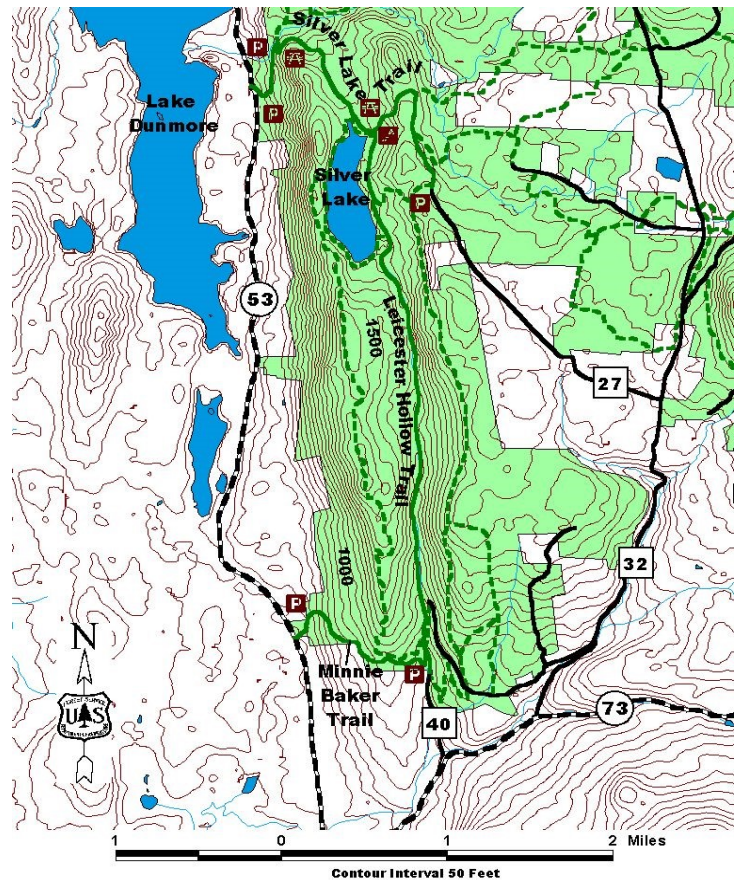 P
Silver Lake Trail
P
Lake
Dunmore
Silver
Lake
P
53
1500
Leicester Hollow Trail
27
1000
32
P
N
Minnie
Baker
Trail
P
40
73
U S
1 0 1 2 Miles
Contour Interval 50 Feet